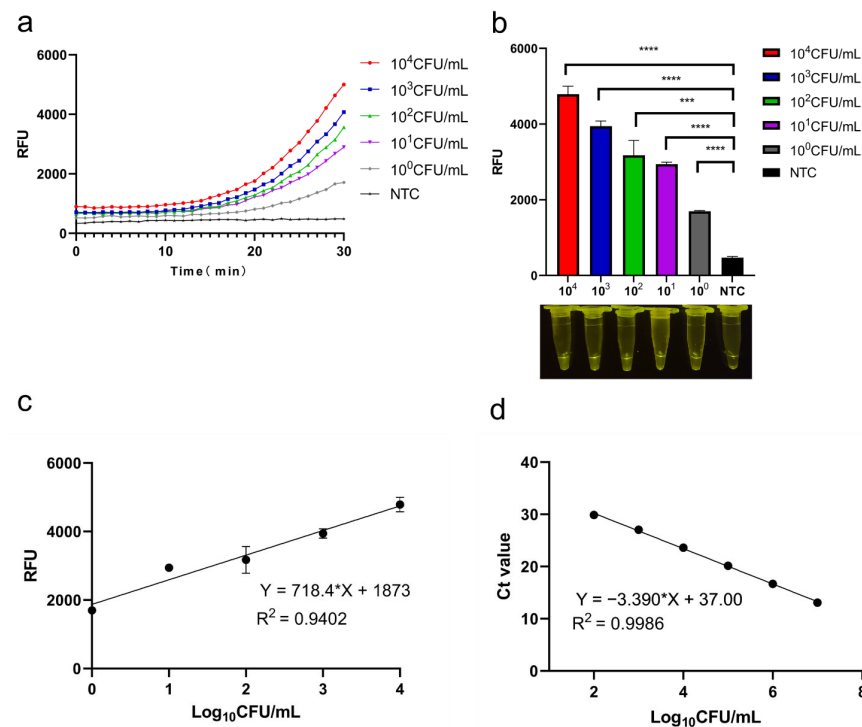 a
6000
4000
2000
0
RFU
0
10
20
30
Time( min)
10⁴CFU/mL
10³CFU/mL
10²CFU/mL
10¹CFU/mL
10⁰CFU/mL
NTC
b
6000
4000
2000
0
RFU
****
****
***
****
****
10⁴ 10³ 10² 10¹ 10⁰ NTC
10⁴CFU/mL
10³CFU/mL
10²CFU/mL
10¹CFU/mL
10⁰CFU/mL
NTC
c
6000
4000
2000
0
RFU
Y = 718.4*X + 1873
R² = 0.9402
0 1 2 3 4
Log₁₀CFU/mL
d
40
30
20
10
0
Ct value
Y = −3.390*X + 37.00
R² = 0.9986
2 4 6 8
Log₁₀CFU/mL